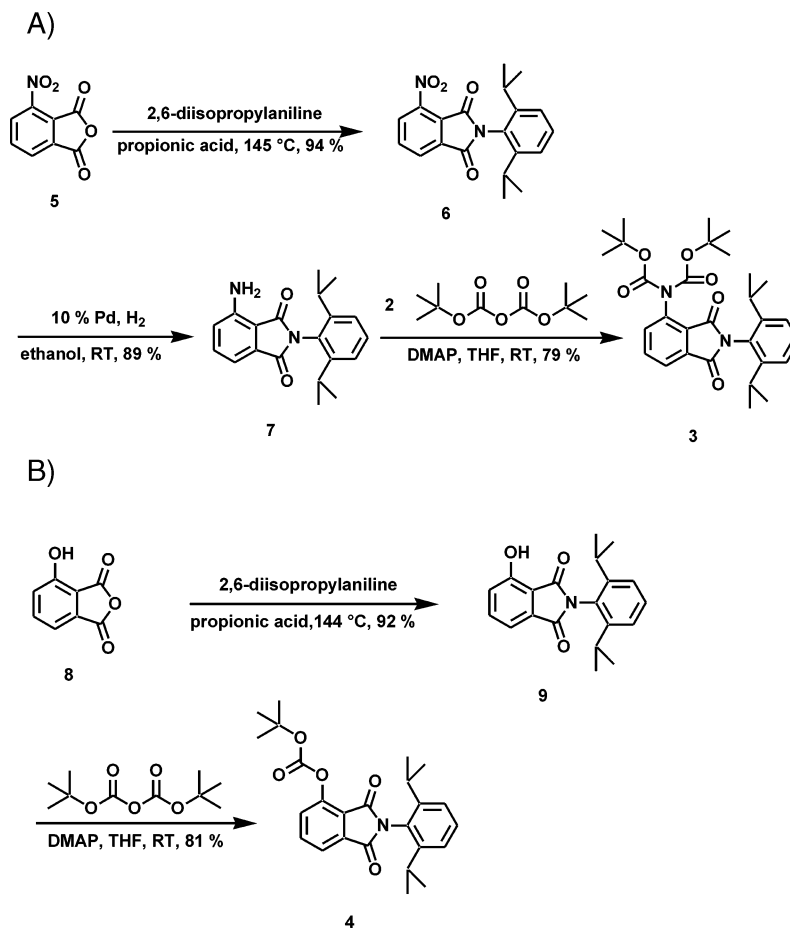 A)
NO2
O
O
O
5
2,6-diisopropylaniline
propionic acid, 145 °C, 94 %
NO2
O
N
O
6
10 % Pd, H2
ethanol, RT, 89 %
NH2
O
N
O
7
2
O
O
O
O
O
DMAP, THF, RT, 79 %
O
O
O
N
O
O
N
O
3
B)
OH
O
O
O
8
2,6-diisopropylaniline
propionic acid,144 °C, 92 %
OH
O
N
O
9
O
O
O
O
O
DMAP, THF, RT, 81 %
O
O
O
O
N
O
4